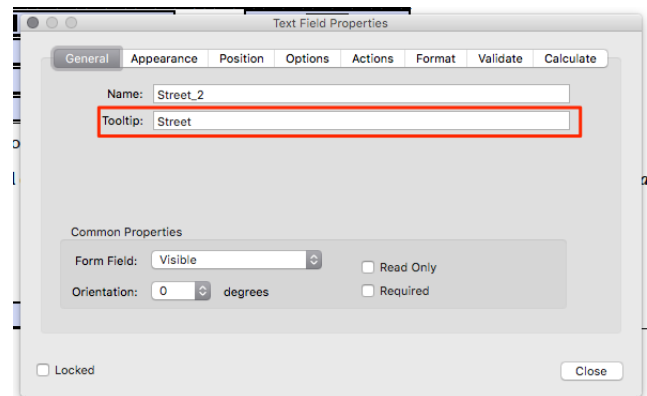 Text Field Properties
General Appearance Position Options Actions Format Validate Calculate
Name: Street_2
Tooltip: Street
Common Properties
Form Field: Visible
Read Only
Orientation: 0 degrees
Required
Locked
Close